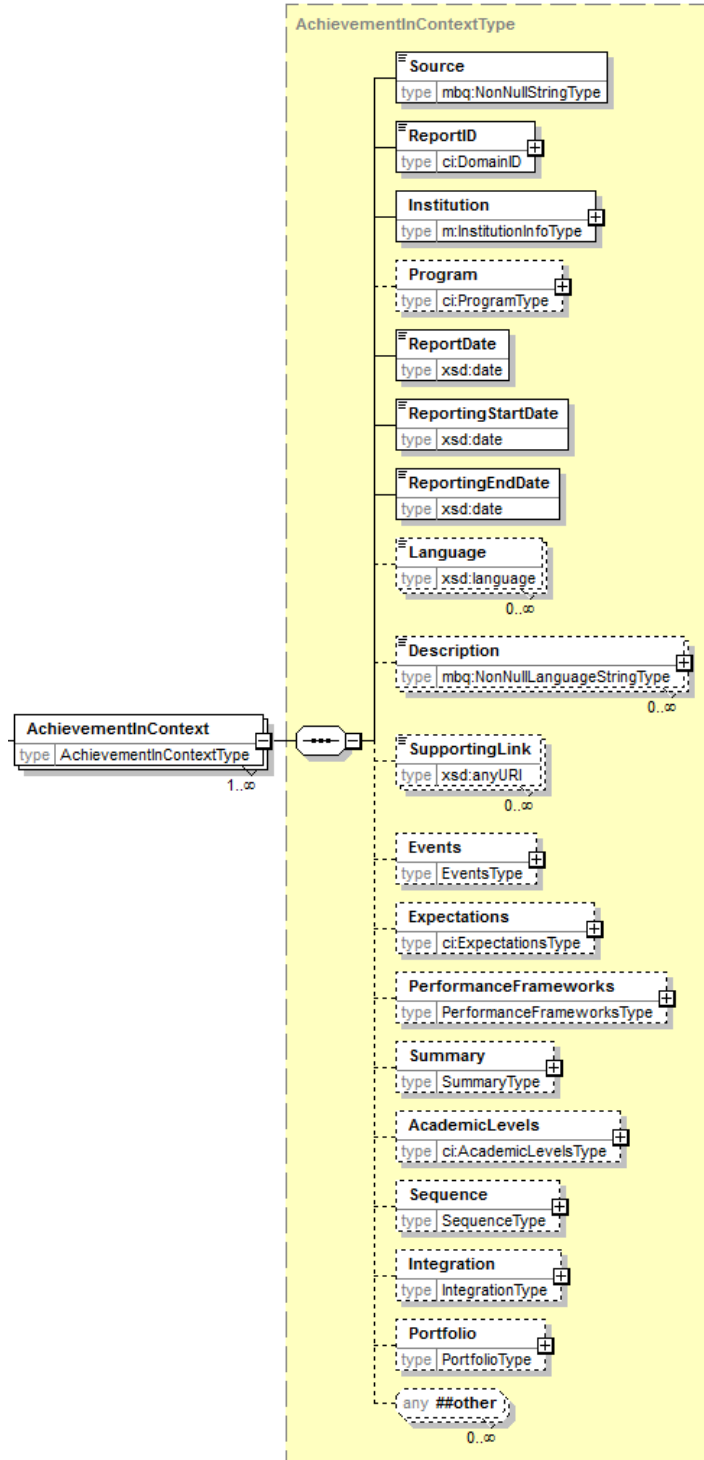 AchievementInContextType
Source
type mbq:NonNullStringType
ReportID
type ci:DomainID
Institution
type m:InstitutionInfoType
Program
type ci:ProgramType
ReportDate
type xsd:date
ReportingStartDate
type xsd:date
ReportingEndDate
type xsd:date
Language
type xsd:language
0..∞
Description
type mbq:NonNullLanguageStringType
0..∞
AchievementInContext
type AchievementInContextType
1..∞
SupportingLink
type xsd:anyURI
0..∞
Events
type EventsType
Expectations
type ci:ExpectationsType
PerformanceFrameworks
type PerformanceFrameworksType
Summary
type SummaryType
AcademicLevels
type ci:AcademicLevelsType
Sequence
type SequenceType
Integration
type IntegrationType
Portfolio
type PortfolioType
any ##other
0..∞